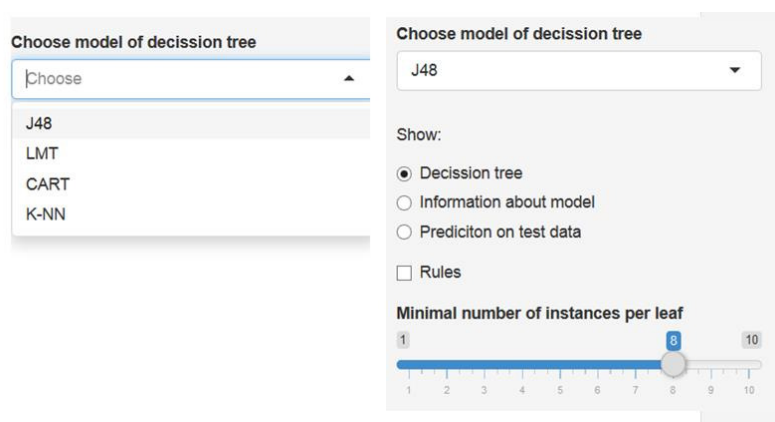 Choose model of decission tree
Choose
J48
LMT
CART
K-NN
Choose model of decission tree
J48
Show:
Decission tree
Information about model
Prediciton on test data
Rules
Minimal number of instances per leaf
1 8 10
1 2 3 4 5 6 7 8 9 10